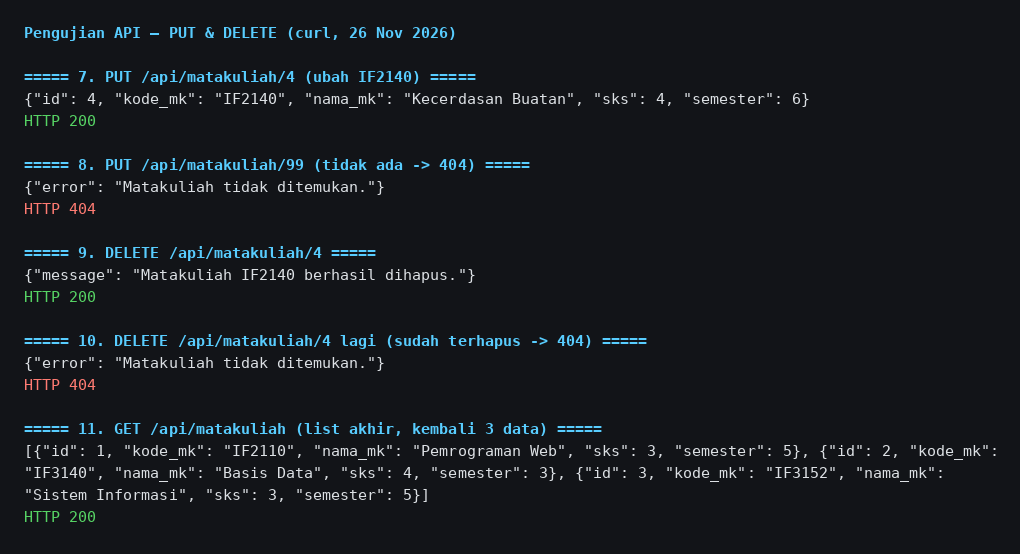 Pengujian API — PUT & DELETE (curl, 26 Nov 2026)
===== 7. PUT /api/matakuliah/4 (ubah IF2140) =====
{"id": 4, "kode_mk": "IF2140", "nama_mk": "Kecerdasan Buatan", "sks": 4, "semester": 6}
HTTP 200
===== 8. PUT /api/matakuliah/99 (tidak ada -> 404) =====
{"error": "Matakuliah tidak ditemukan."}
HTTP 404
===== 9. DELETE /api/matakuliah/4 =====
{"message": "Matakuliah IF2140 berhasil dihapus."}
HTTP 200
===== 10. DELETE /api/matakuliah/4 lagi (sudah terhapus -> 404) =====
{"error": "Matakuliah tidak ditemukan."}
HTTP 404
===== 11. GET /api/matakuliah (list akhir, kembali 3 data) =====
[{"id": 1, "kode_mk": "IF2110", "nama_mk": "Pemrograman Web", "sks": 3, "semester": 5}, {"id": 2, "kode_mk":
"IF3140", "nama_mk": "Basis Data", "sks": 4, "semester": 3}, {"id": 3, "kode_mk": "IF3152", "nama_mk":
"Sistem Informasi", "sks": 3, "semester": 5}]
HTTP 200